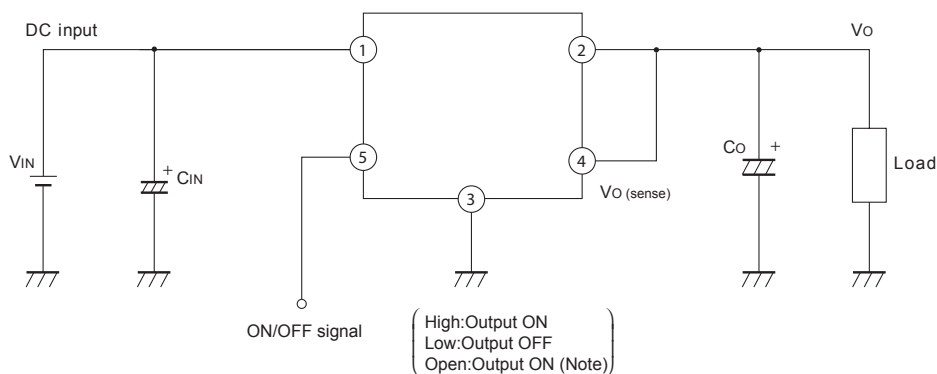 DC input
Vo
1
2
VIN
+
CIN
5
4
Co
+
Load
3
Vo (sense)
ON/OFF signal
High:Output ON
Low:Output OFF
Open:Output ON (Note)